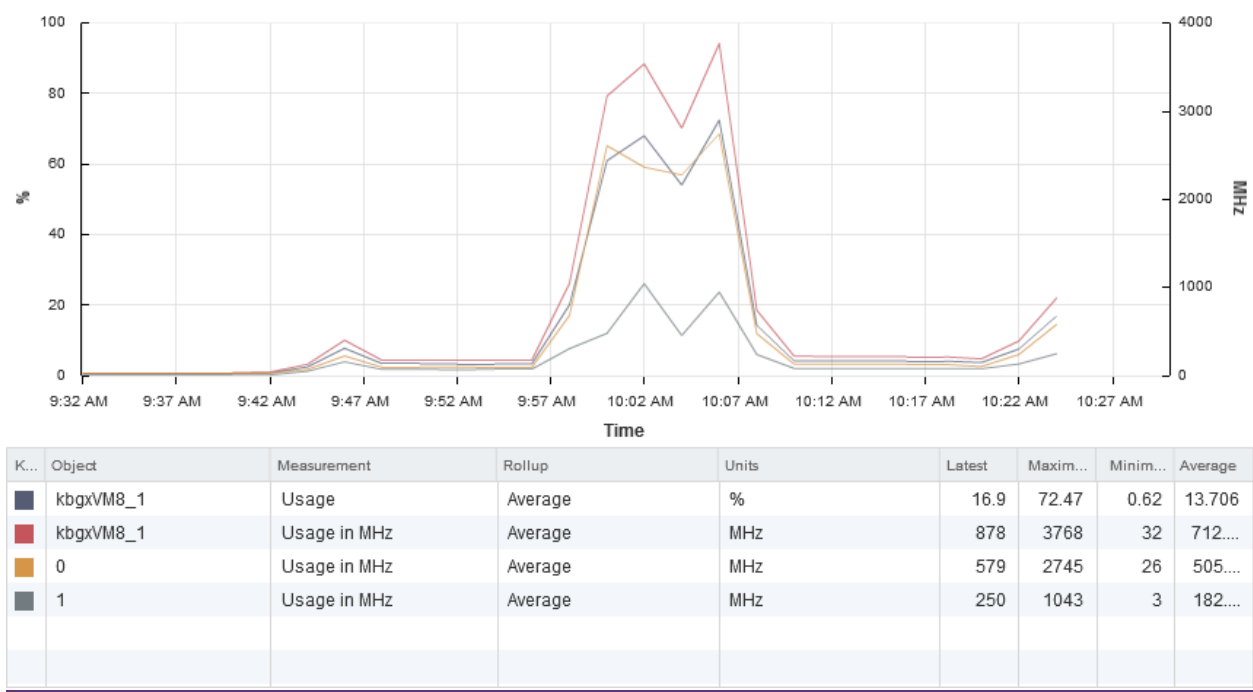 100 4000
80
3000
60
% 2000 MHz
40
1000
20
0 0
9:32 AM 9:37 AM 9:42 AM 9:47 AM 9:52 AM 9:57 AM 10:02 AM 10:07 AM 10:12 AM 10:17 AM 10:22 AM 10:27 AM
Time
K... Object Measurement Rollup Units Latest Maxim... Minim... Average
kbgxVM8_1 Usage Average % 16.9 72.47 0.62 13.706
kbgxVM8_1 Usage in MHz Average MHz 878 3768 32 712....
0 Usage in MHz Average MHz 579 2745 26 505....
1 Usage in MHz Average MHz 250 1043 3 182....